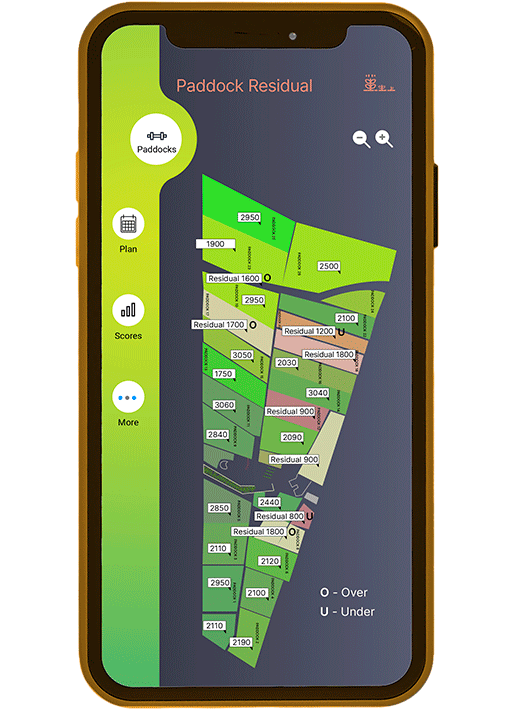 Paddock Residual
Paddocks
Plan
Scores
More
2950
1900
2500
Residual 1600 O
2950
2100
Residual 1700 O
Residual 1200 U
Residual 1800
3050
2030
1750
3040
3060
Residual 900
2840
2090
Residual 900
2440
2850
Residual 800 U
Residual 1800 O
2110
2120
2950
2100
2110
2190
O - Over
U - Under